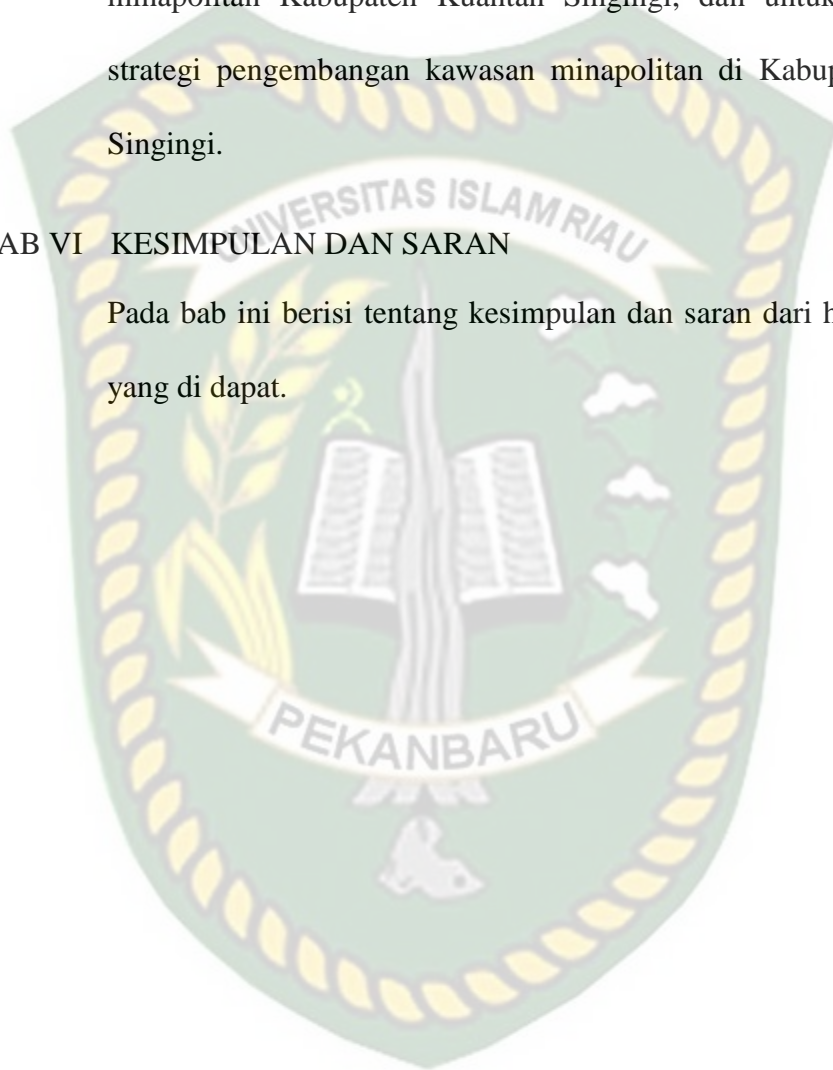 minapolitan Kabupaten Kuantan Singingi, dan untuk
strategi pengembangan kawasan minapolitan di Kabup
Singingi.
UNIVERSITAS ISLAM RIAU
AB VI KESIMPULAN DAN SARAN
Pada bab ini berisi tentang kesimpulan dan saran dari h
yang di dapat.
PEKANBARU